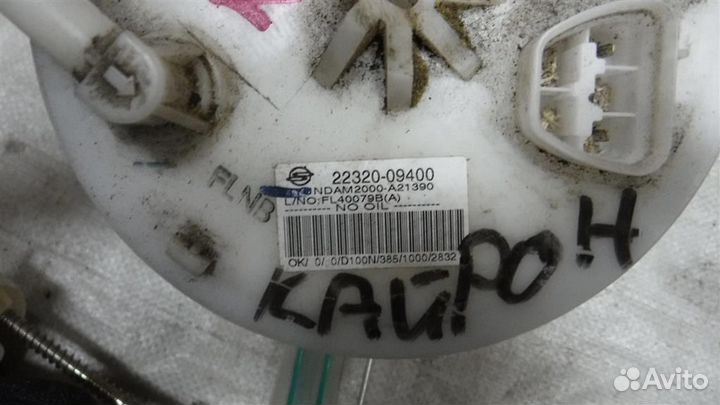 22320-09400
NDAM2000-A21390
L/NO:FL40079B(A)
---------- NO OIL ----------
OK/ 0/ 0/D100N/385/1000/2832
FLNB
КАЙРОН
Avito